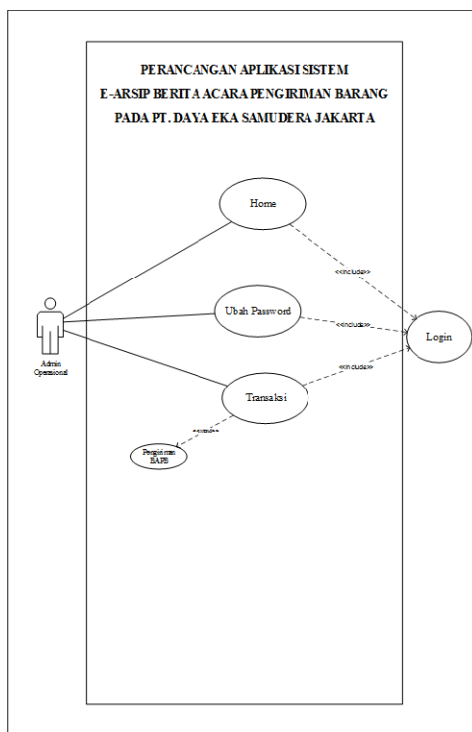 PERANCANGAN APLIKASI SISTEM
E-ARSIP BERITA ACARA PENGIRIMAN BARANG
PADA PT. DAYA EKA SAMUDERA JAKARTA
Home
<<include>>
Ubah Password
<<include>>
Login
Admin
Operasional
<<include>>
Transaksi
Pengiriman
BAPB